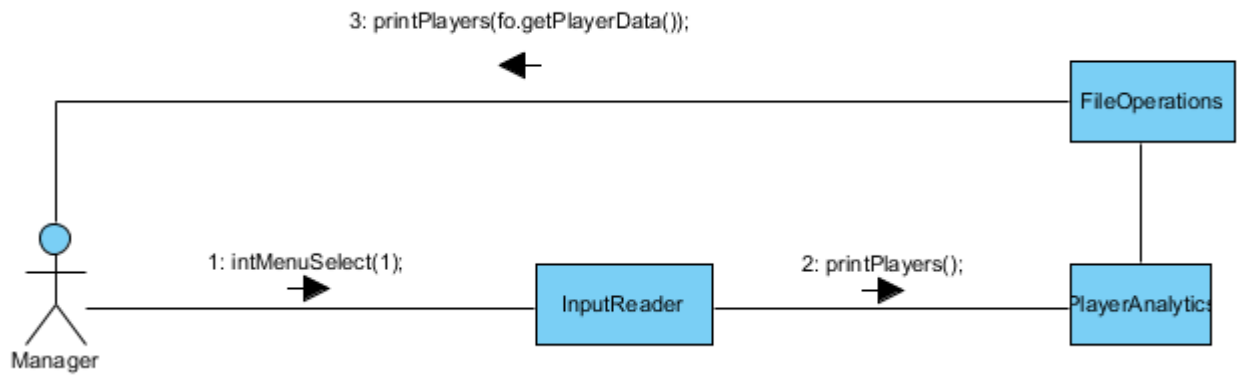 3: printPlayers(fo.getPlayerData());
FileOperations
1: intMenuSelect(1);
2: printPlayers();
InputReader
PlayerAnalytics
Manager